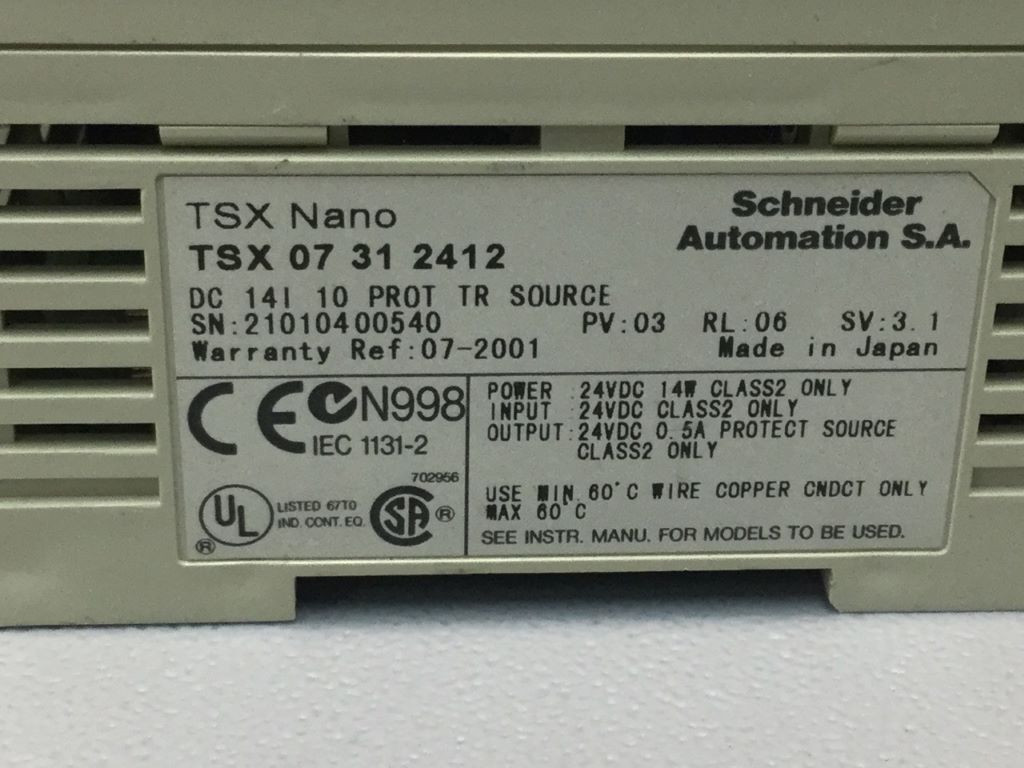 TSX Nano
Schneider
Automation S.A.
TSX 07 31 2412
DC 14I 10 PROT TR SOURCE
SN:21010400540 PV:03 RL:06 SV:3.1
Warranty Ref:07-2001 Made in Japan
CE N998
IEC 1131-2
702956
UL LISTED 67T0
IND. CONT. EQ.
SA ®
®
POWER :24VDC 14W CLASS2 ONLY
INPUT :24VDC CLASS2 ONLY
OUTPUT:24VDC 0.5A PROTECT SOURCE
CLASS2 ONLY
USE MIN.60°C WIRE COPPER CNDCT ONLY
MAX 60°C
SEE INSTR. MANU. FOR MODELS TO BE USED.